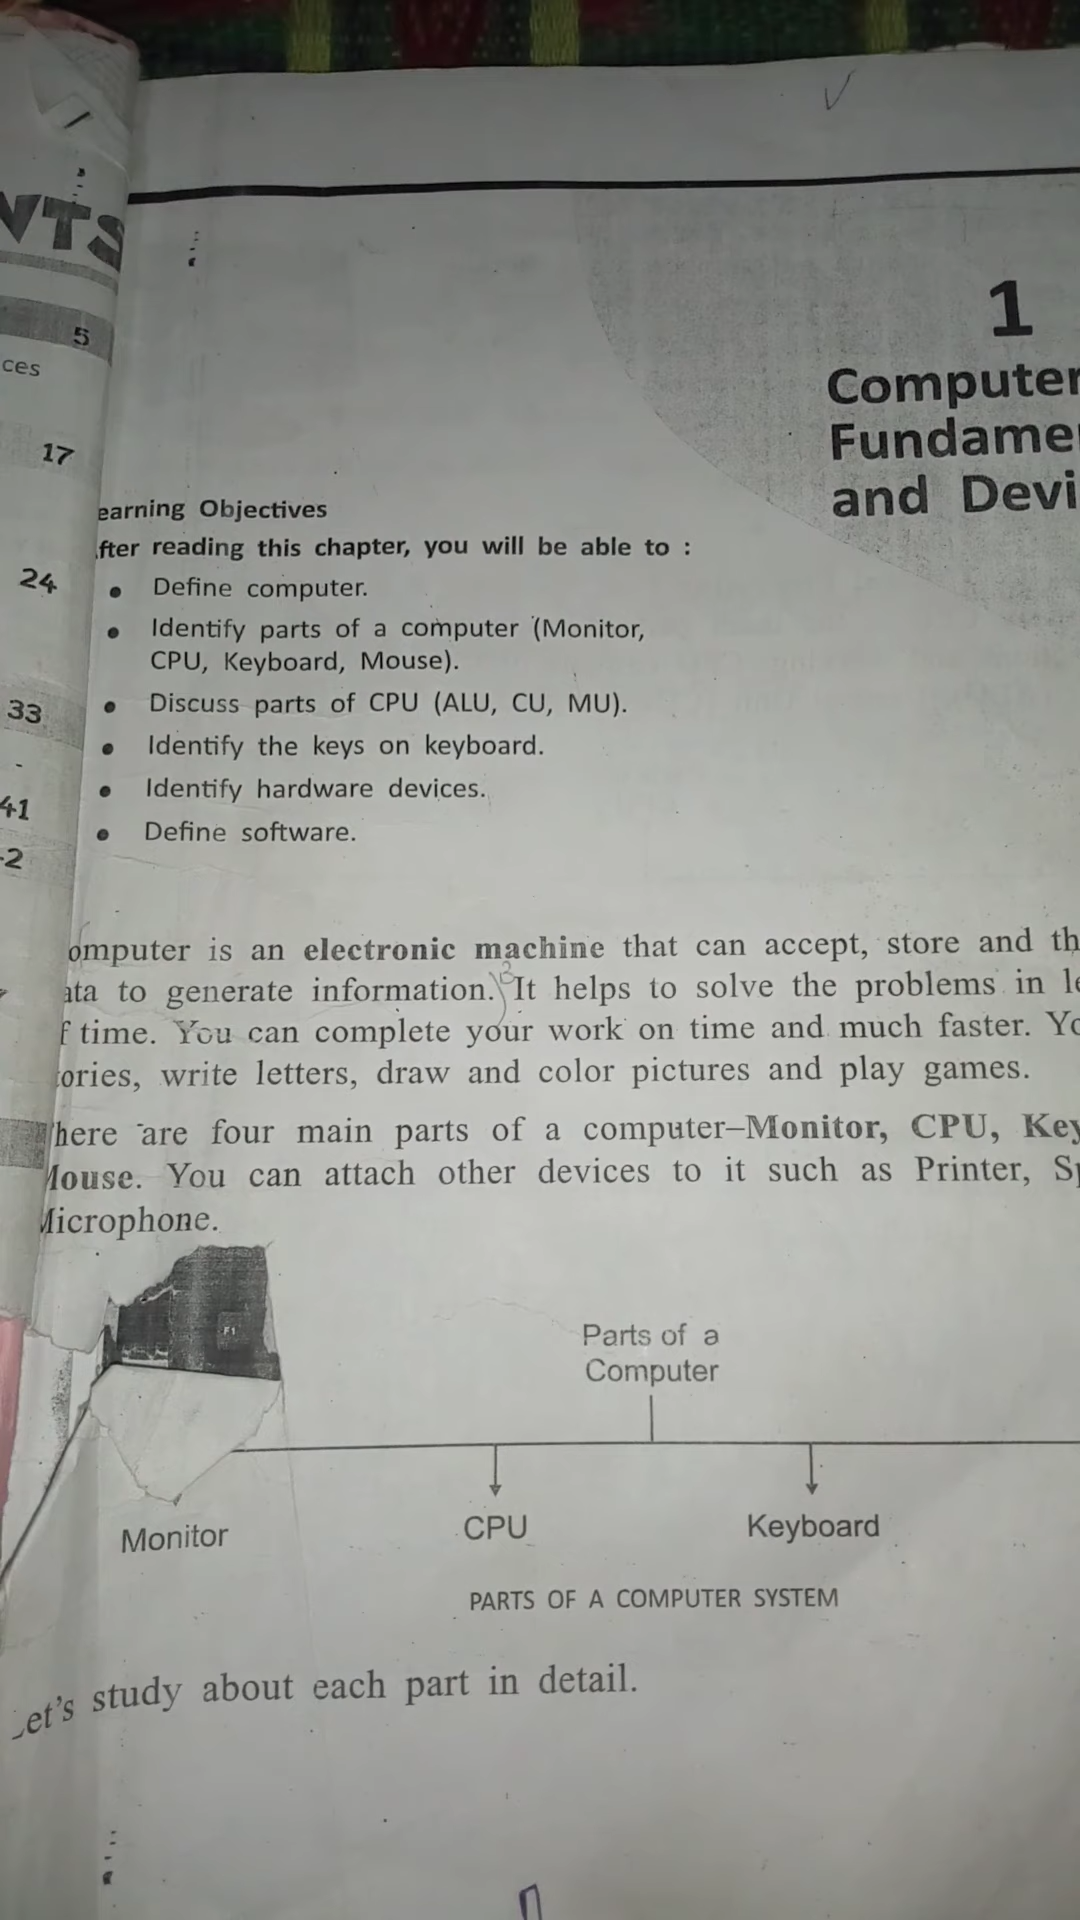 NTS
5
ces
17
24
33
41
1
Computer
Fundame
and Devi
earning Objectives
fter reading this chapter, you will be able to :
• Define computer.
• Identify parts of a computer (Monitor,
CPU, Keyboard, Mouse).
• Discuss parts of CPU (ALU, CU, MU).
• Identify the keys on keyboard.
• Identify hardware devices.
• Define software.
omputer is an electronic machine that can accept, store and th
ata to generate information. It helps to solve the problems in le
f time. You can complete your work on time and much faster. Yo
tories, write letters, draw and color pictures and play games.
here are four main parts of a computer–Monitor, CPU, Key
Mouse. You can attach other devices to it such as Printer, Sp
Microphone.
F1
Parts of a
Computer
Monitor CPU Keyboard
PARTS OF A COMPUTER SYSTEM
Let's study about each part in detail.